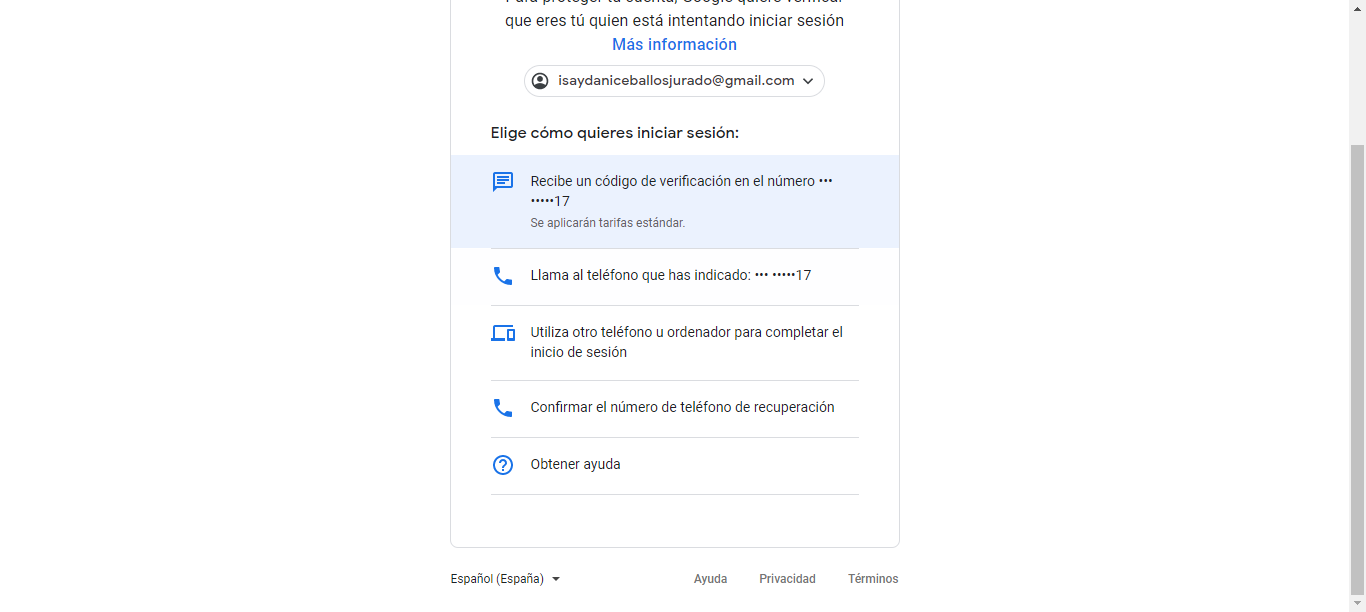 que eres tú quien está intentando iniciar sesión
Más información
isaydaniceballosjurado@gmail.com
Elige cómo quieres iniciar sesión:
Recibe un código de verificación en el número •••
•••••17
Se aplicarán tarifas estándar.
Llama al teléfono que has indicado: ••• •••••17
Utiliza otro teléfono u ordenador para completar el
inicio de sesión
Confirmar el número de teléfono de recuperación
Obtener ayuda
Español (España)
Ayuda
Privacidad
Términos